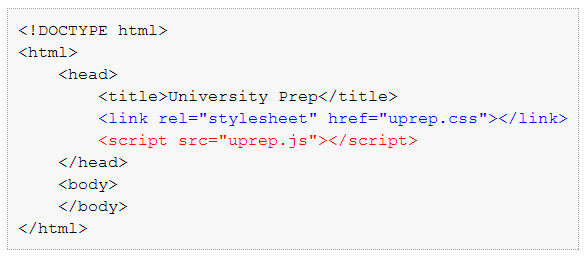 <!DOCTYPE html>
<html>
<head>
<title>University Prep</title>
<link rel="stylesheet" href="uprep.css"></link>
<script src="uprep.js"></script>
</head>
<body>
</body>
</html>